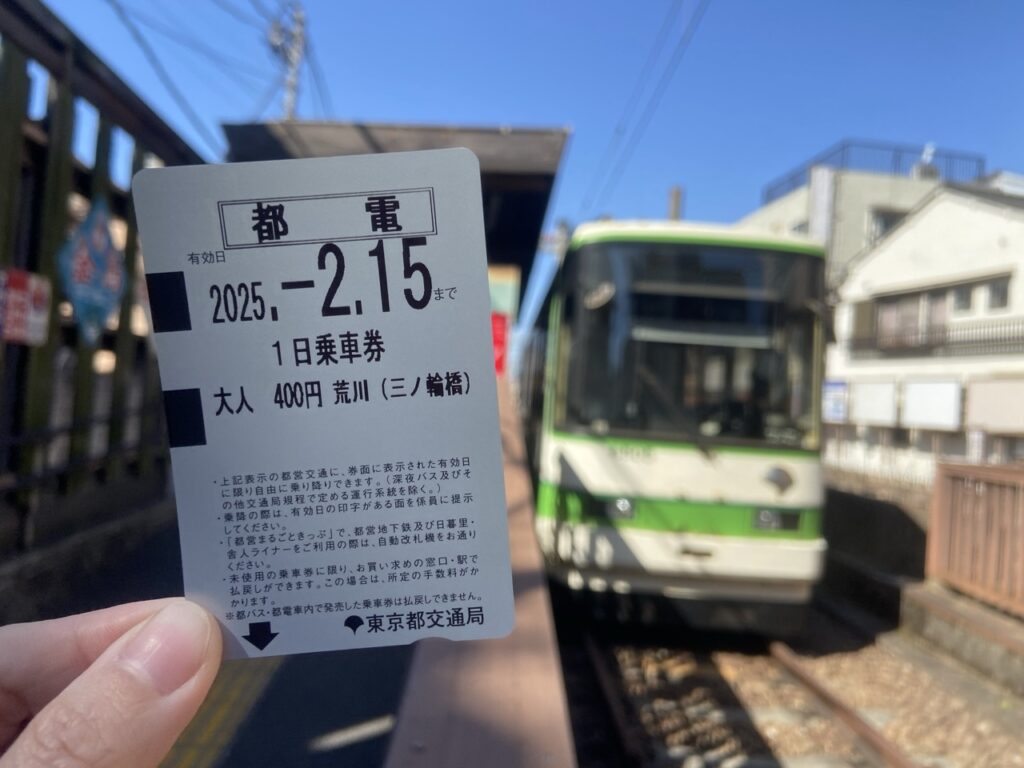 都 電
有効日
2025.-2.15まで
1日乗車券
大人 400円 荒川（三ノ輪橋）
・上記表示の都営交通に、券面に表示された有効日
に限り自由に乗り降りできます。（深夜バス及びそ
の他交通局規程で定める運行系統を除く。）
・乗降の際は、有効日の印字がある面を係員に提示
してください。
・「都営まるごときっぷ」で、都営地下鉄及び日暮里・
舎人ライナーをご利用の際は、自動改札機をお通り
ください。
・未使用の乗車券に限り、お買い求めの窓口・駅で
払戻しができます。この場合は、所定の手数料がか
かります。
※都バス・都電車内で発売した乗車券は払戻しできません。
東京都交通局